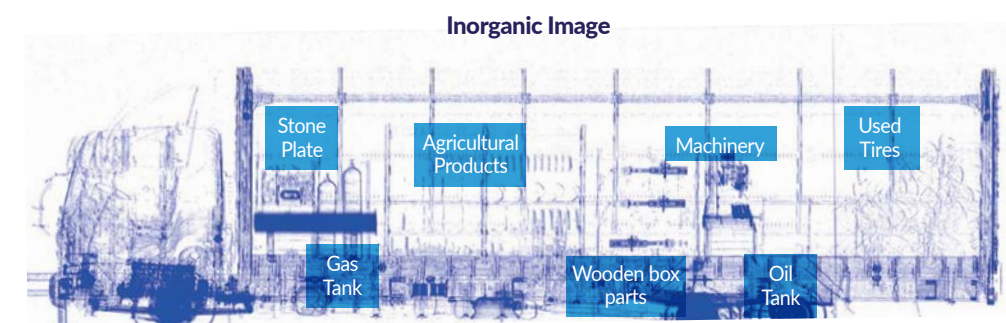 Inorganic Image
Stone
Plate
Agricultural
Products
Machinery
Used
Tires
Gas
Tank
Wooden box
parts
Oil
Tank